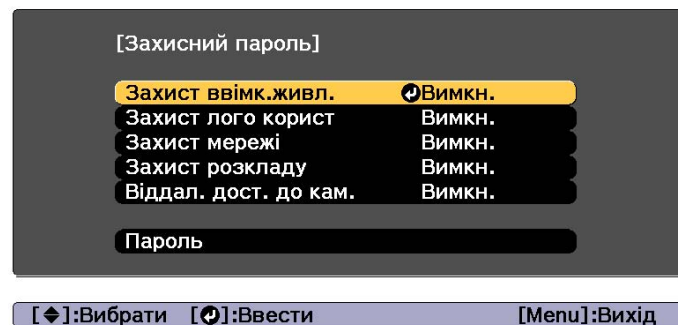 [Захисний пароль]
Захист ввімк.живл. Вимкн.
Захист лого корист Вимкн.
Захист мережі Вимкн.
Захист розкладу Вимкн.
Віддал. дост. до кам. Вимкн.
Пароль
[◆]:Вибрати [↵]:Ввести [Menu]:Вихід